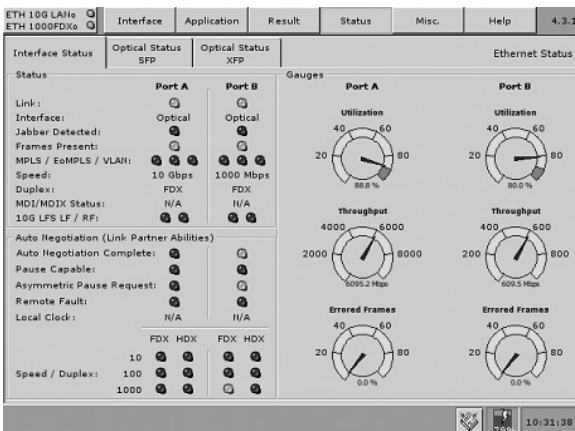 ETH 10G LANe
ETH 1000FDXo
Interface
Application
Result
Status
Misc.
Help
4.3.1
Interface Status
Optical Status
SFP
Optical Status
XFP
Ethernet Status
Status
Port A Port B
Link:
Interface: Optical Optical
Jabber Detected:
Frames Present:
MPLS / EoMPLS / VLAN:
Speed: 10 Gbps 1000 Mbps
Duplex: FDX FDX
MDI/MDIX Status: N/A N/A
10G LFS LF / RF:
Auto Negotiation (Link Partner Abilities)
Auto Negotiation Complete:
Pause Capable:
Asymmetric Pause Request:
Remote Fault:
Local Clock: N/A N/A
FDX HDX FDX HDX
10
Speed / Duplex: 100
1000
Gauges
Port A Port B
Utilization Utilization
40 60 40 60
20 80 20 80
88.8 % 80.0 %
Throughput Throughput
4000 6000 400 600
2000 8000 200 800
6095.2 Mbps 609.5 Mbps
Errored Frames Errored Frames
40 60 40 60
20 80 20 80
0.0 % 0.0 %
78%
10:31:38